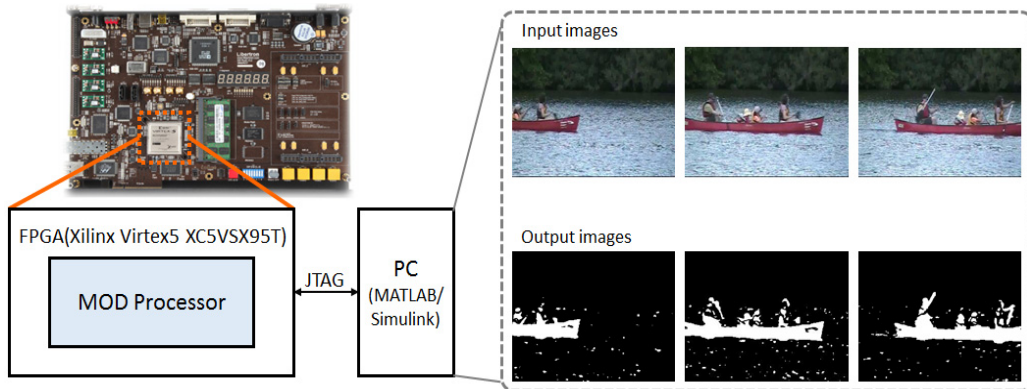 Input images
FPGA(Xilinx Virtex5 XC5VSX95T)
MOD Processor
JTAG
PC
(MATLAB/
Simulink)
Output images